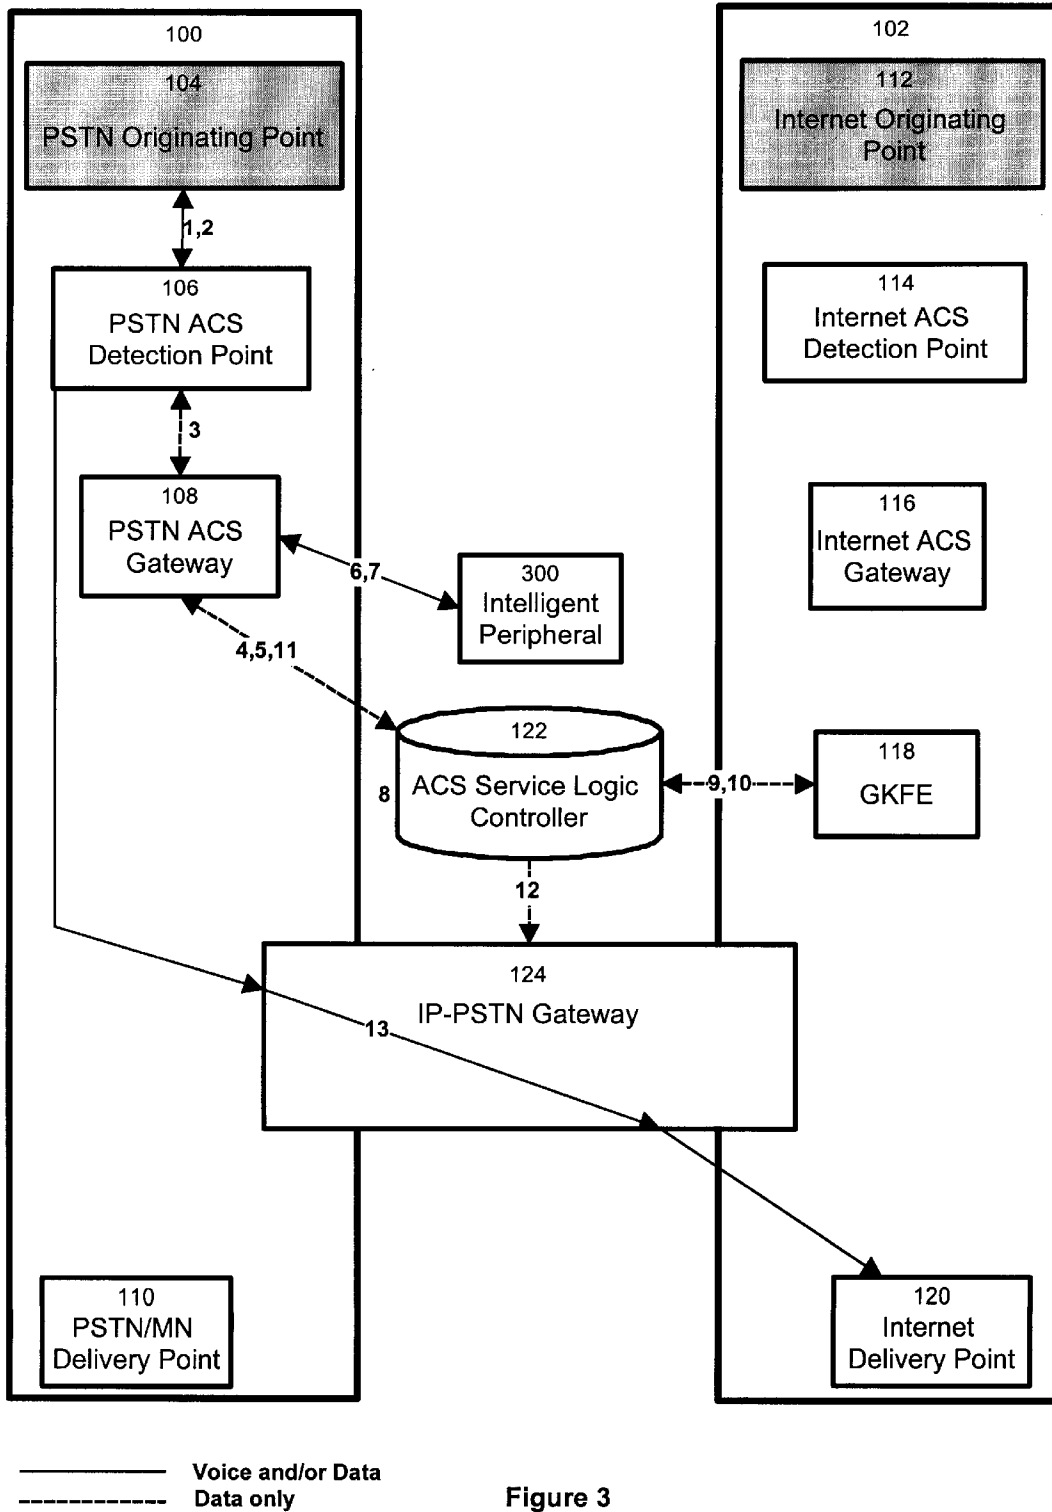 100
104
PSTN Originating Point
1,2
106
PSTN ACS
Detection Point
3
108
PSTN ACS
Gateway
6,7
300
Intelligent
Peripheral
4,5,11
122
ACS Service Logic
Controller
8
9,10
12
124
IP-PSTN Gateway
13
110
PSTN/MN
Delivery Point
102
112
Internet Originating
Point
114
Internet ACS
Detection Point
116
Internet ACS
Gateway
118
GKFE
120
Internet
Delivery Point
Voice and/or Data
Data only
Figure 3